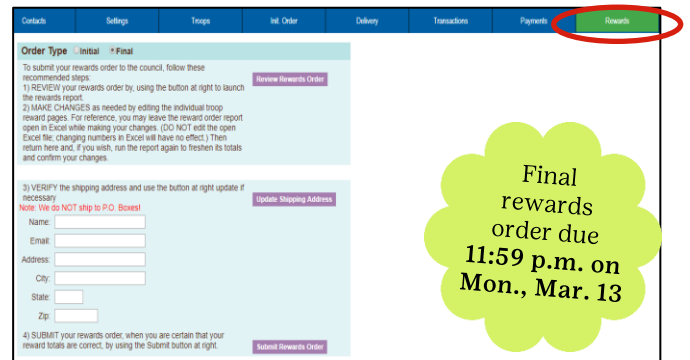 Contacts Settings Troops Init. Order Delivery Transactions Payments Rewards
Order Type Initial Final
To submit your rewards order to the council, follow these
recommended steps:
1) REVIEW your rewards order by, using the button at right to launch
the rewards report.
Review Rewards Order
2) MAKE CHANGES as needed by editing the individual troop
reward pages. For reference, you may leave the reward order report
open in Excel while making your changes. (DO NOT edit the open
Excel file; changing numbers in Excel will have no effect.) Then
return here and, if you wish, run the report again to freshen its totals
and confirm your changes.
3) VERIFY the shipping address and use the button at right update if
necessary
Update Shipping Address
Note: We do NOT ship to P.O. Boxes!
Name:
Email:
Address:
City:
State:
Zip:
4) SUBMIT your rewards order, when you are certain that your
reward totals are correct, by using the Submit button at right.
Submit Rewards Order
Final
rewards
order due
11:59 p.m. on
Mon., Mar. 13